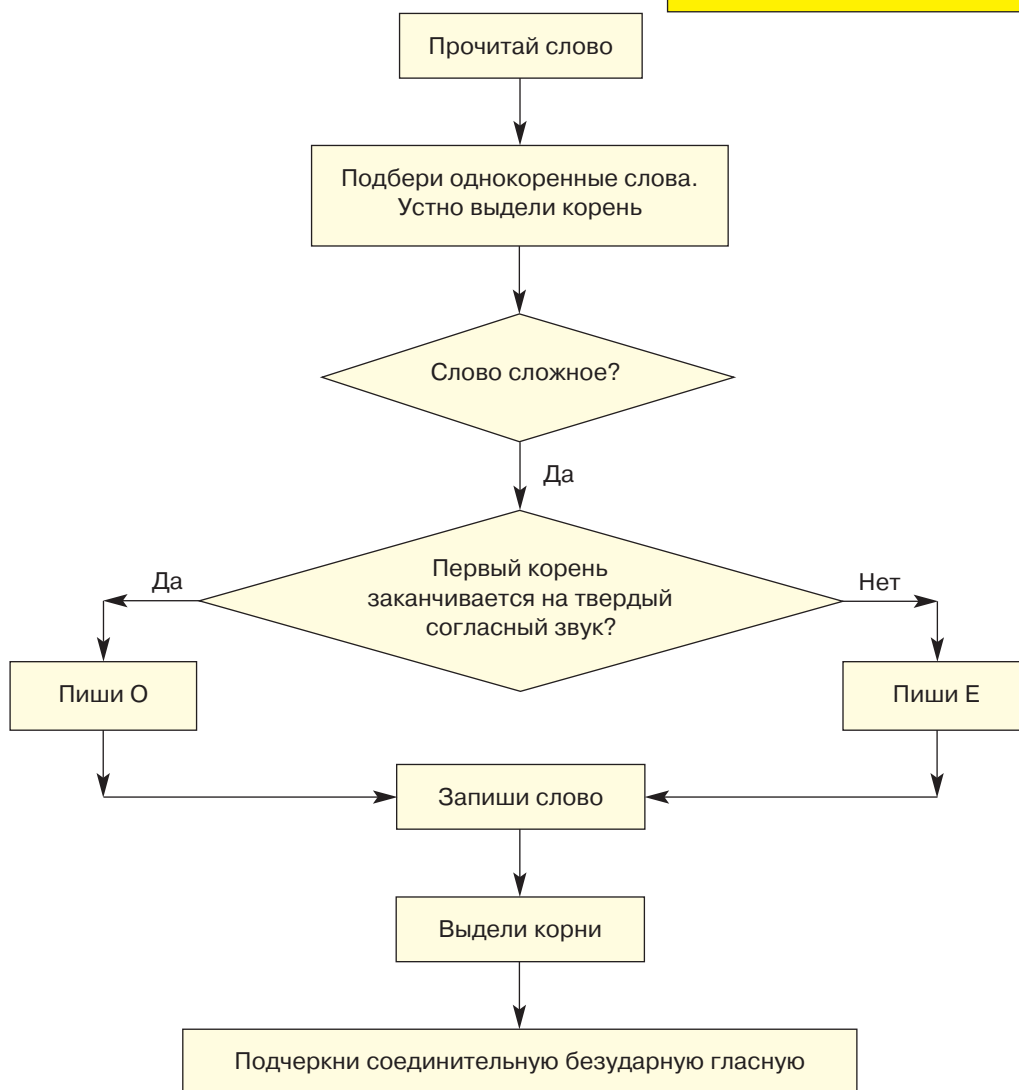 Прочитай слово
Подбери однокоренные слова.
Устно выдели корень
Слово сложное?
Да
Первый корень
заканчивается на твердый
согласный звук?
Да
Нет
Пиши О
Пиши Е
Запиши слово
Выдели корни
Подчеркни соединительную безударную гласную